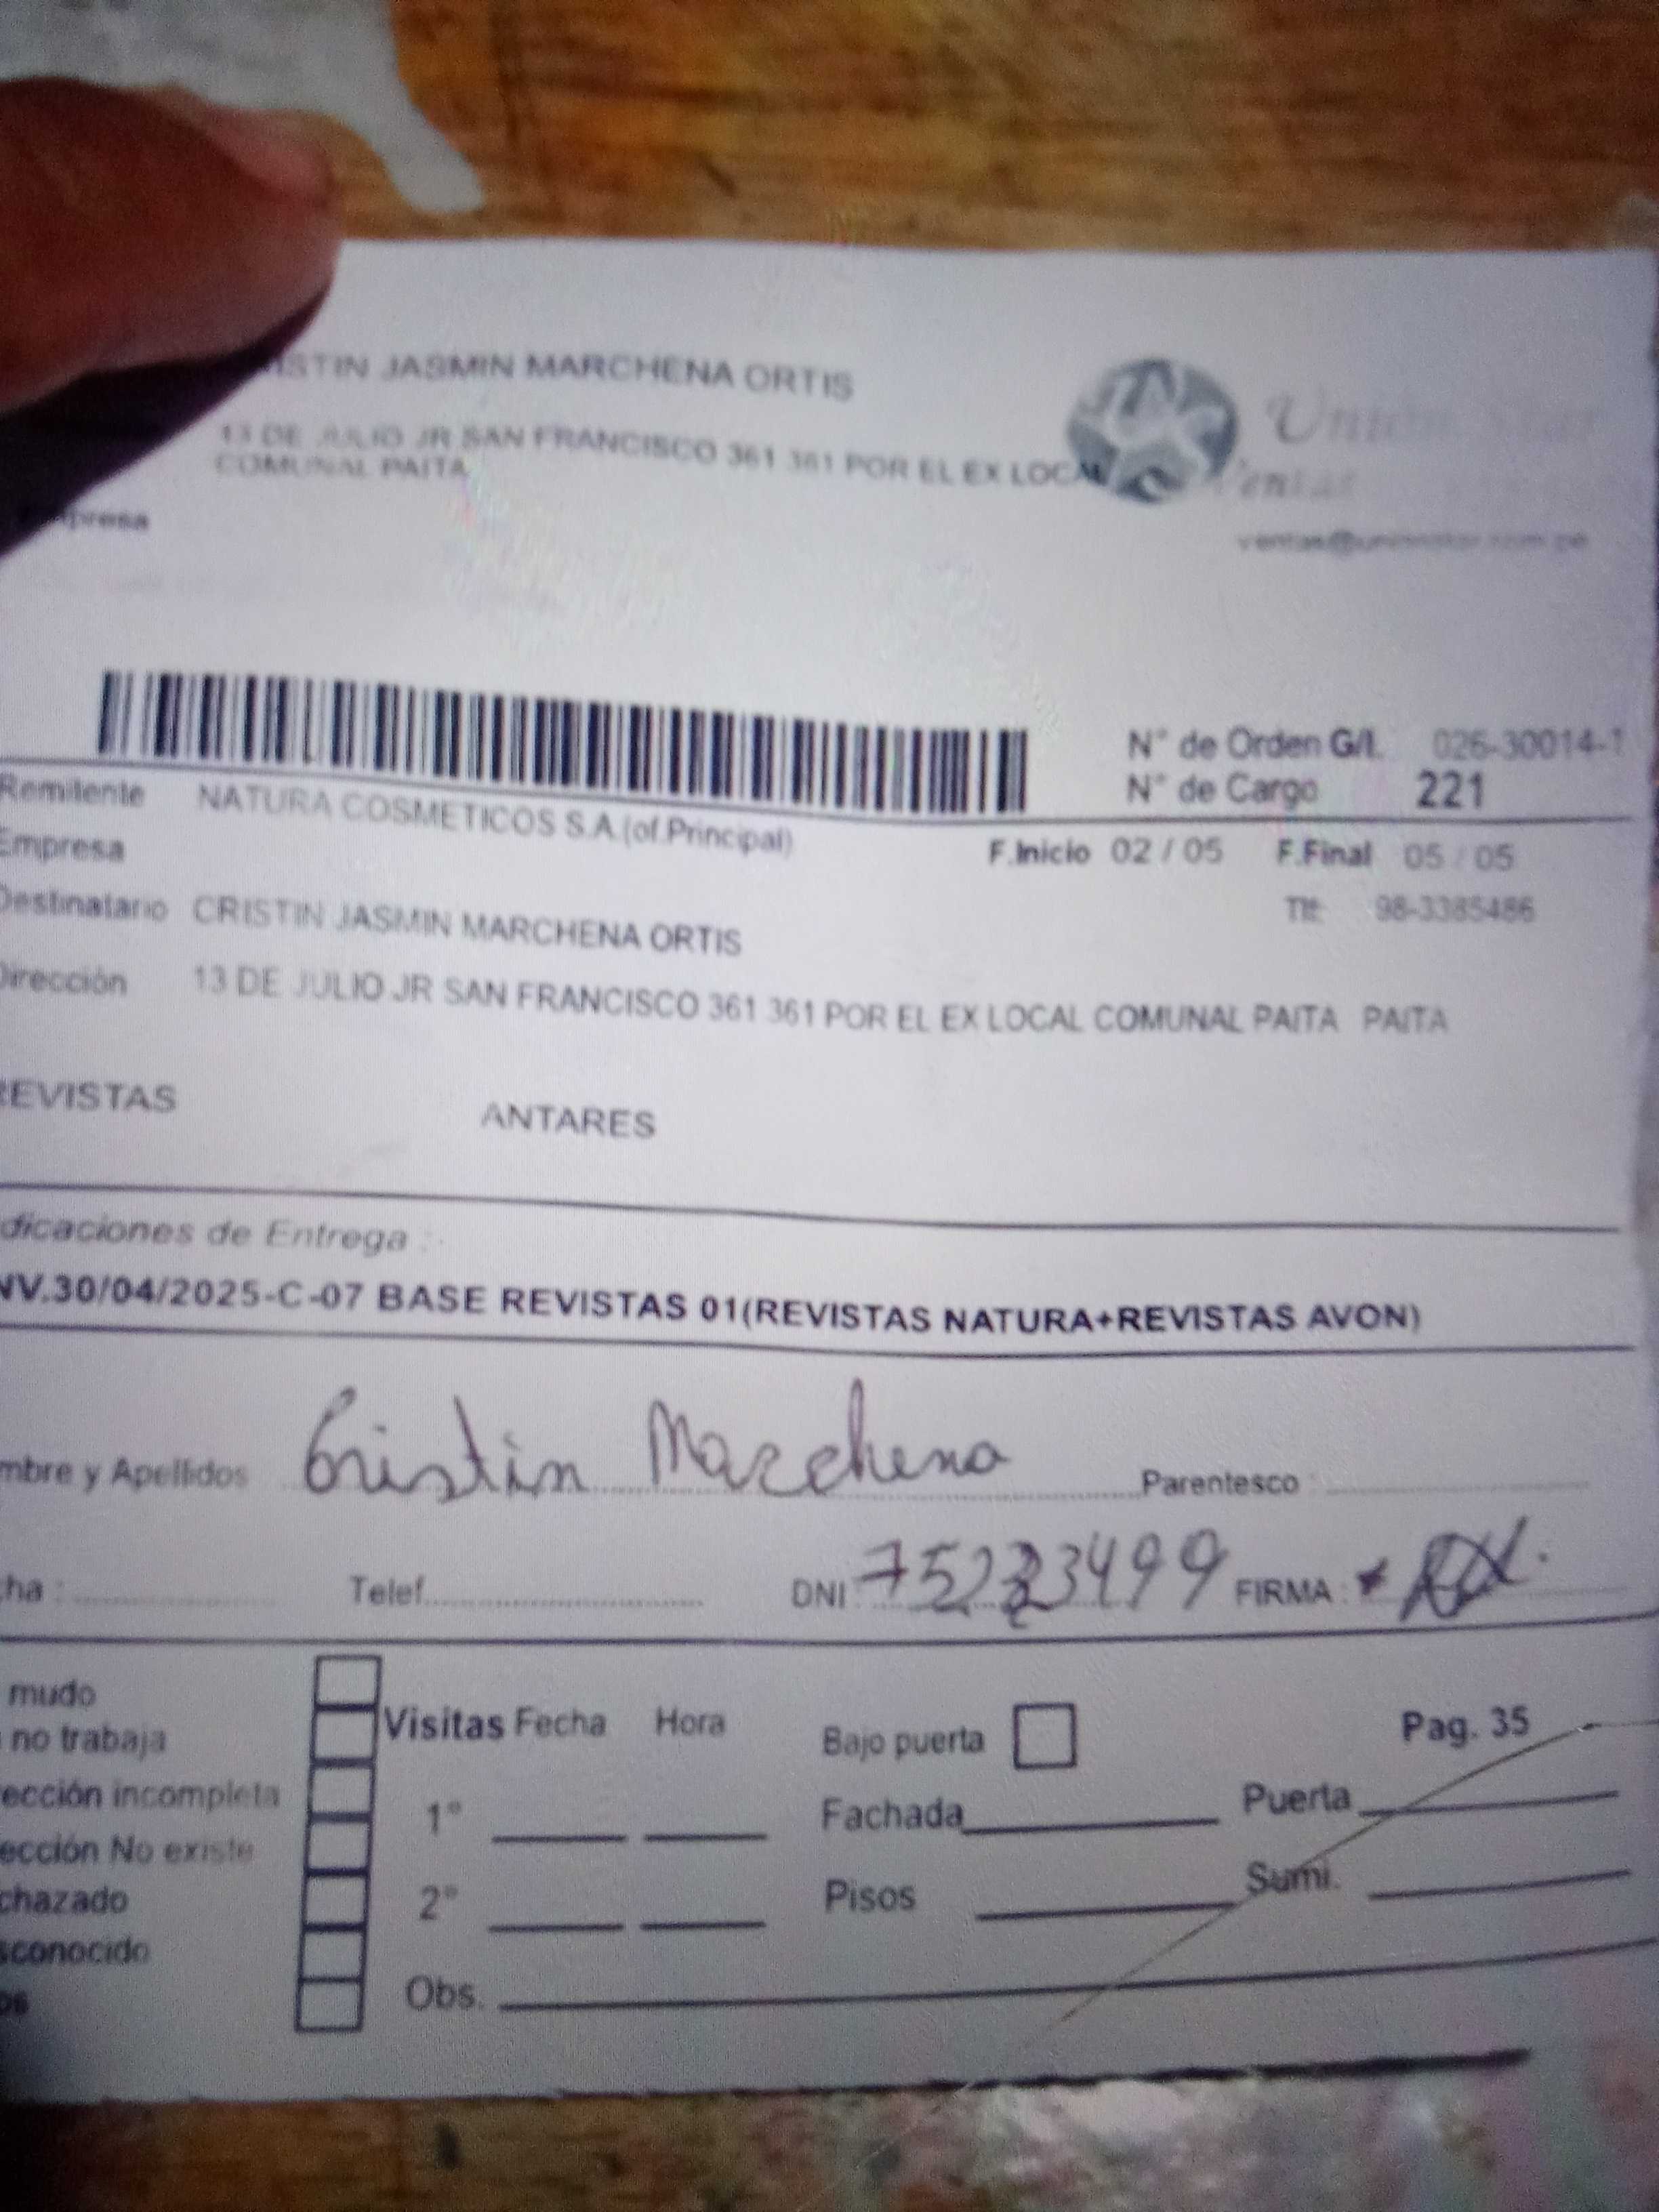 ISTIN JASMIN MARCHENA ORTIS
13 DE JULIO JR SAN FRANCISCO 361 361 POR EL EX LOCAL
COMUNAL PAITA
presa
N° de Orden G/I. 026-30014-1
N° de Cargo 221
Remitente NATURA COSMETICOS S.A.(of.Principal)
Empresa F.Inicio 02 / 05 F.Final 05 / 05
Destinatario CRISTIN JASMIN MARCHENA ORTIS Tlf: 98-3385486
Dirección 13 DE JULIO JR SAN FRANCISCO 361 361 POR EL EX LOCAL COMUNAL PAITA PAITA
REVISTAS ANTARES
dicaciones de Entrega :
NV.30/04/2025-C-07 BASE REVISTAS 01(REVISTAS NATURA+REVISTAS AVON)
mbre y Apellidos Cristin Marchena Parentesco
cha : Telef. DNI FIRMA :
mudo
no trabaja Visitas Fecha Hora Bajo puerta Pag. 35
ección incompleta 1° Fachada Puerta
ección No existe
chazado 2° Pisos Sumi.
sconocido
os Obs.